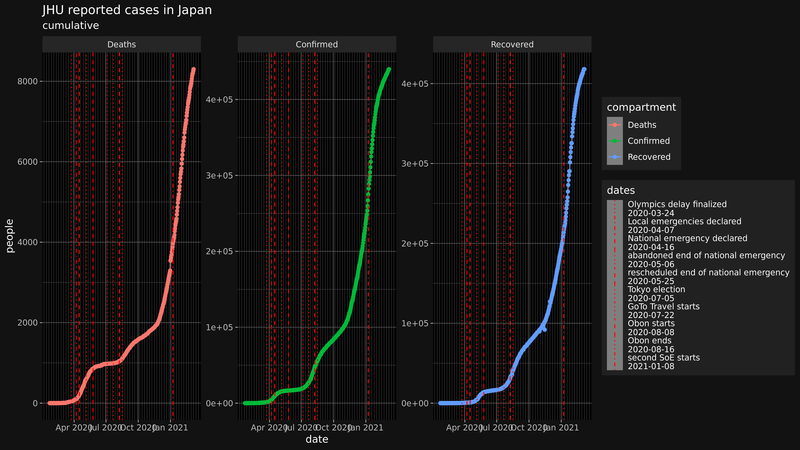 JHU reported cases in Japan
cumulative
Deaths
Confirmed
Recovered
people
8000
6000
4000
2000
0
4e+05
3e+05
2e+05
1e+05
0e+00
4e+05
3e+05
2e+05
1e+05
0e+00
Apr 2020 Jul 2020 Oct 2020 Jan 2021
Apr 2020 Jul 2020 Oct 2020 Jan 2021
Apr 2020 Jul 2020 Oct 2020 Jan 2021
date
compartment
Deaths
Confirmed
Recovered
dates
Olympics delay finalized
2020-03-24
Local emergencies declared
2020-04-07
National emergency declared
2020-04-16
abandoned end of national emergency
2020-05-06
rescheduled end of national emergency
2020-05-25
Tokyo election
2020-07-05
GoTo Travel starts
2020-07-22
Obon starts
2020-08-08
Obon ends
2020-08-16
second SoE starts
2021-01-08